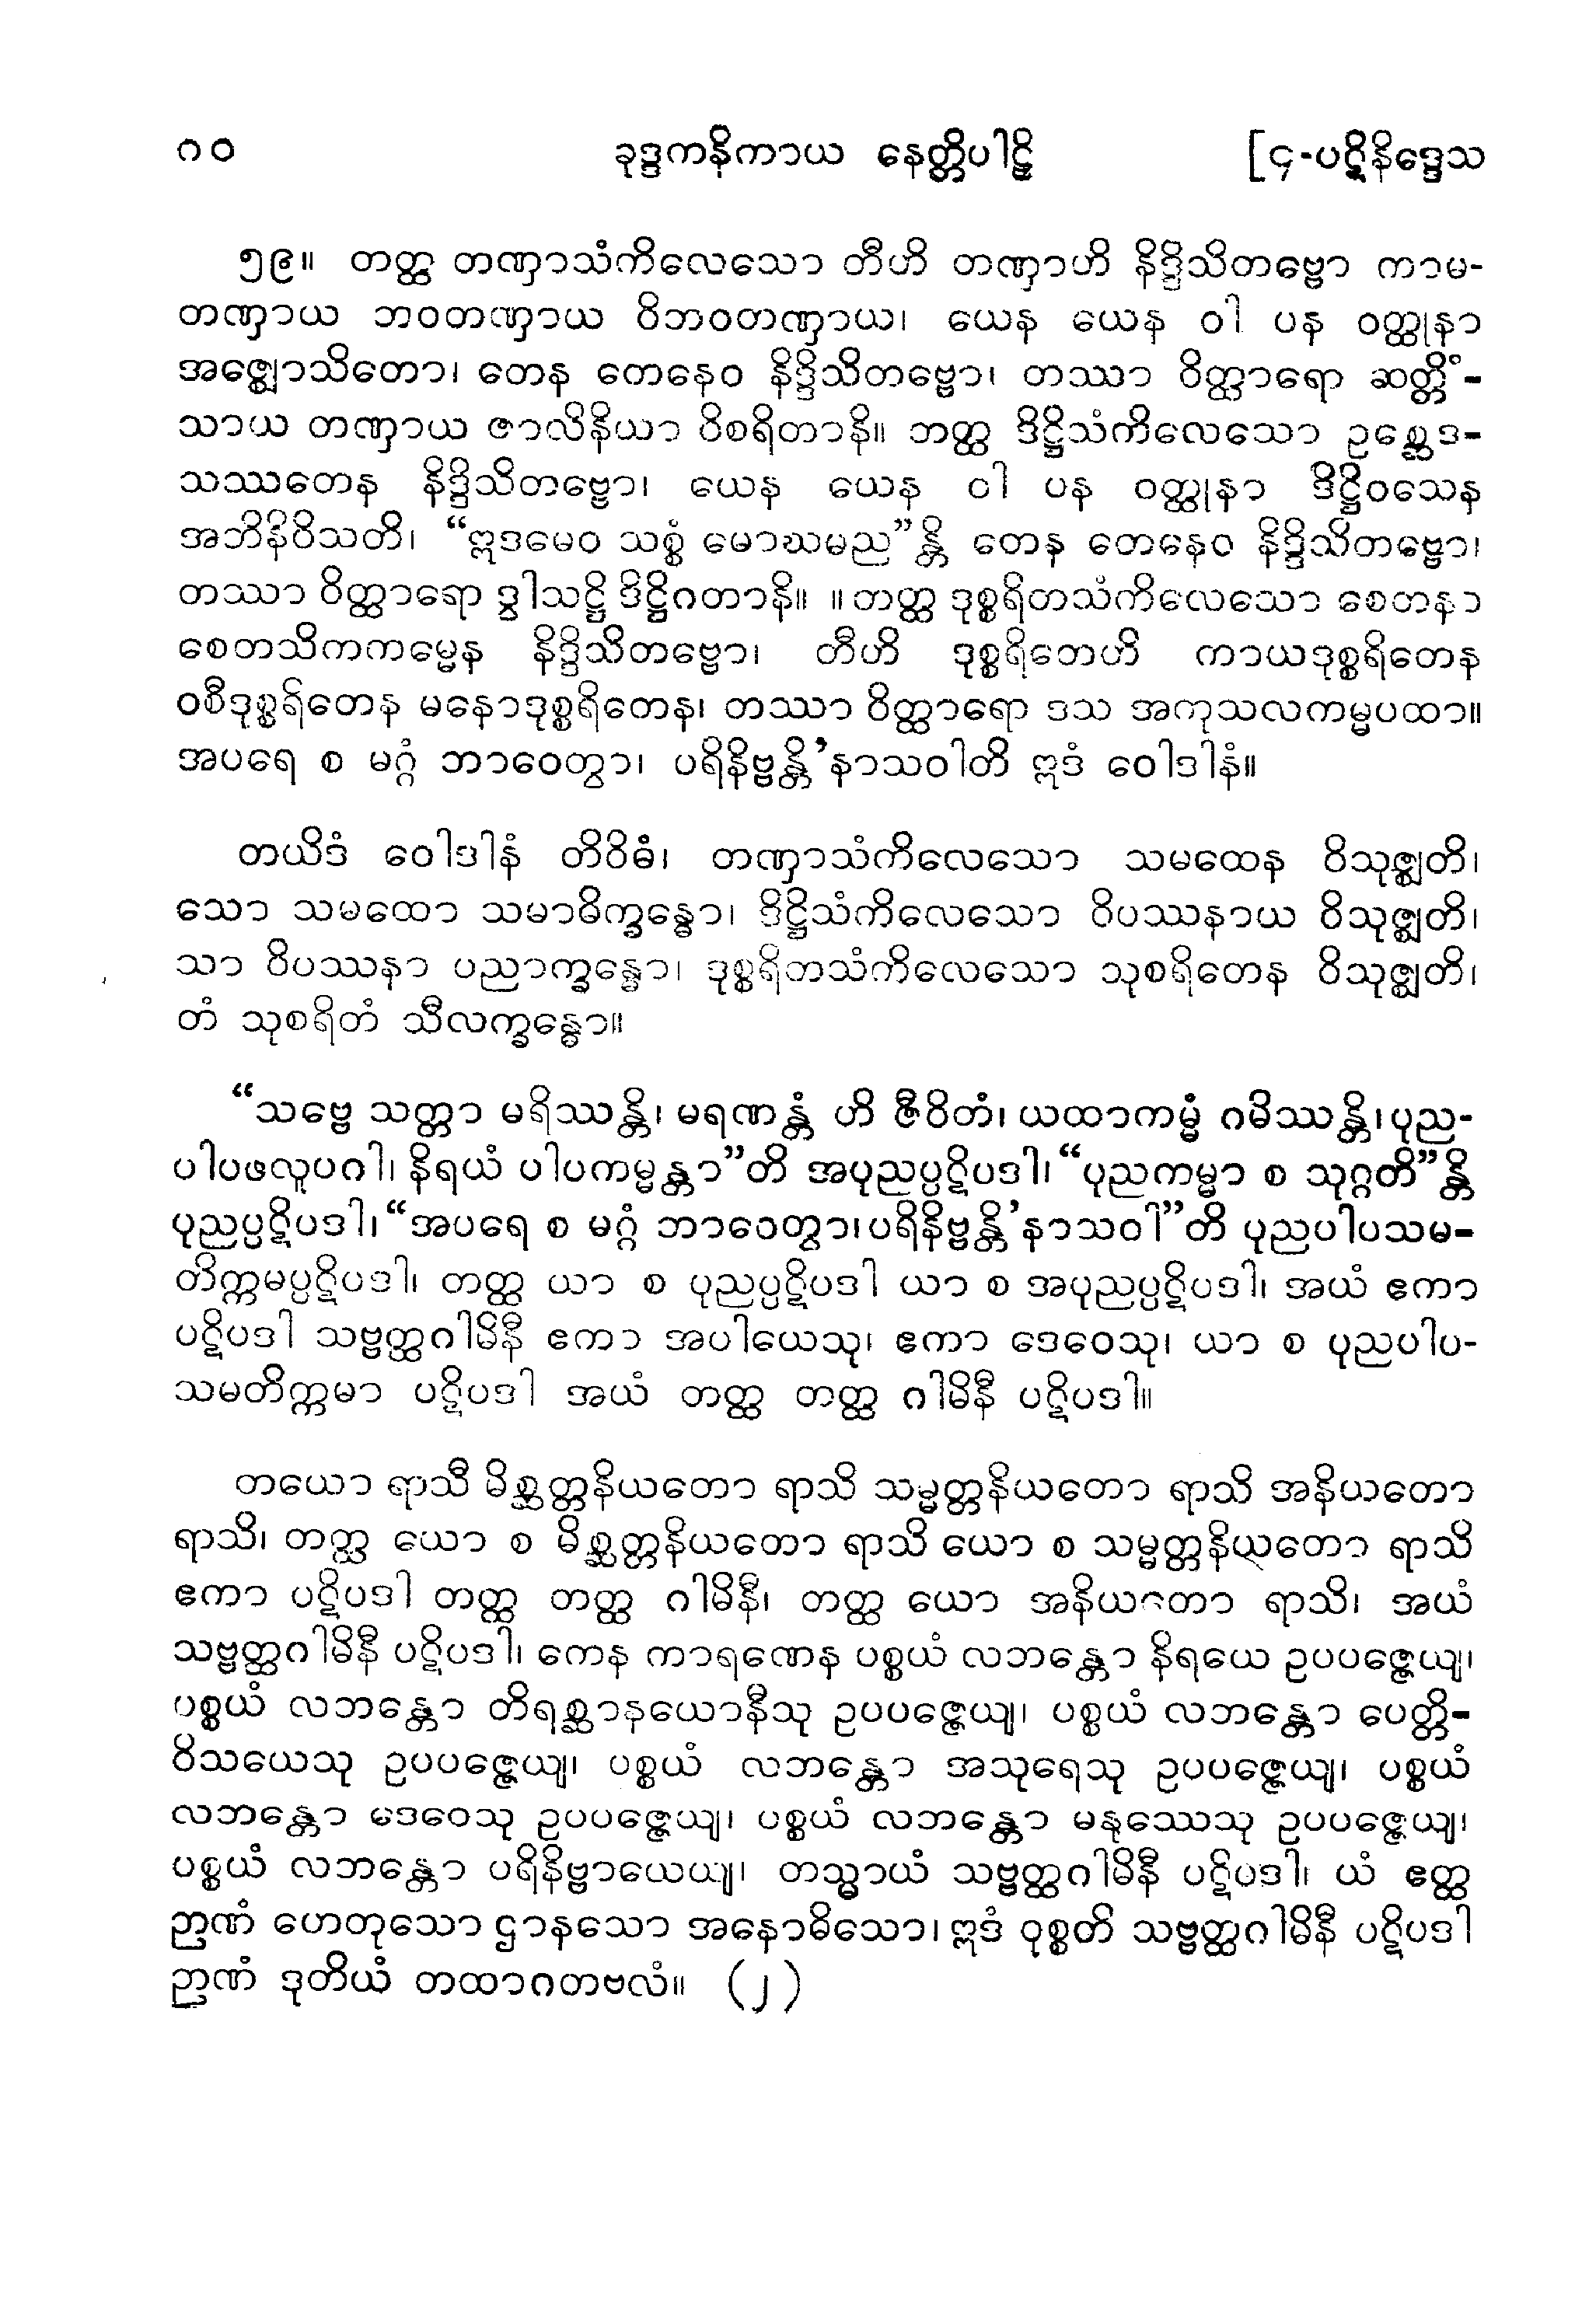 ၈၀ ခုဒ္ဒကနိကာယ နေတ္တိပါဠိ [၄-ပဋိနိဒ္ဒေသ
၅၉။ တတ္ထ တဏှာသံကိလေသော တီဟိ တဏှာဟိ နိဒ္ဒိသိတဗ္ဗော ကာမ-
တဏှာယ ဘဝတဏှာယ ဝိဘဝတဏှာယ၊ ယေန ယေန ဝါ ပန ဝတ္ထုနာ
အဇ္ဈောသိတော၊ တေန တေနေဝ နိဒ္ဒိသိတဗ္ဗော၊ တဿာ ဝိတ္ထာရော ဆတ္တိံ-
သာယ တဏှာယ ဇာလိနိယာ ဝိစရိတာနိ။ တတ္ထ ဒိဋ္ဌိသံကိလေသော ဥစ္ဆေဒ-
သဿတေန နိဒ္ဒိသိတဗ္ဗော၊ ယေန ယေန ဝါ ပန ဝတ္ထုနာ ဒိဋ္ဌိဝသေန
အဘိနိဝိသတိ၊ “ဣဒမေဝ သစ္စံ မောဃမည”န္တိ တေန တေနေဝ နိဒ္ဒိသိတဗ္ဗော၊
တဿာ ဝိတ္ထာရော ဒွါသဋ္ဌိ ဒိဋ္ဌိဂတာနိ။ ။ တတ္ထ ဒုစ္စရိတသံကိလေသော စေတနာ
စေတသိကကမ္မေန နိဒ္ဒိသိတဗ္ဗော၊ တီဟိ ဒုစ္စရိတေဟိ ကာယဒုစ္စရိတေန
ဝစီဒုစ္စရိတေန မနောဒုစ္စရိတေန၊ တဿာ ဝိတ္ထာရော ဒသ အကုသလကမ္မပထာ။
အပရေ စ မဂ္ဂံ ဘာဝေတွာ၊ ပရိနိဗ္ဗန္တိ’နာသဝါတိ ဣဒံ ဝေါဒါနံ။
တယိဒံ ဝေါဒါနံ တိဝိဓံ၊ တဏှာသံကိလေသော သမထေန ဝိသုဇ္ဈတိ၊
သော သမထော သမာဓိက္ခန္ဓော၊ ဒိဋ္ဌိသံကိလေသော ဝိပဿနာယ ဝိသုဇ္ဈတိ၊
သာ ဝိပဿနာ ပညာက္ခန္ဓော၊ ဒုစ္စရိတသံကိလေသော သုစရိတေန ဝိသုဇ္ဈတိ၊
တံ သုစရိတံ သီလက္ခန္ဓော။
“သဗ္ဗေ သတ္တာ မရိဿန္တိ၊ မရဏန္တံ ဟိ ဇီဝိတံ၊ ယထာကမ္မံ ဂမိဿန္တိ၊ ပုည-
ပါပဖလူပဂါ၊ နိရယံ ပါပကမ္မန္တာ”တိ အပုညပ္ပဋိပဒါ၊ “ပုညကမ္မာ စ သုဂ္ဂတိ”န္တိ
ပုညပ္ပဋိပဒါ၊ “အပရေ စ မဂ္ဂံ ဘာဝေတွာ၊ ပရိနိဗ္ဗန္တိ’နာသဝါ”တိ ပုညပါပသမ-
တိက္ကမပ္ပဋိပဒါ၊ တတ္ထ ယာ စ ပုညပ္ပဋိပဒါ ယာ စ အပုညပ္ပဋိပဒါ၊ အယံ ဧကာ
ပဋိပဒါ သဗ္ဗတ္ထဂါမိနီ ဧကာ အပါယေသု၊ ဧကာ ဒေဝေသု၊ ယာ စ ပုညပါပ-
သမတိက္ကမာ ပဋိပဒါ အယံ တတ္ထ တတ္ထ ဂါမိနီ ပဋိပဒါ။
တယော ရာသီ မိစ္ဆတ္တနိယတော ရာသိ သမ္မတ္တနိယတော ရာသိ အနိယတော
ရာသိ၊ တတ္ထ ယော စ မိစ္ဆတ္တနိယတော ရာသိ ယော စ သမ္မတ္တနိယတော ရာသိ
ဧကာ ပဋိပဒါ တတ္ထ တတ္ထ ဂါမိနီ၊ တတ္ထ ယော အနိယတော ရာသိ၊ အယံ
သဗ္ဗတ္ထဂါမိနီ ပဋိပဒါ၊ ကေန ကာရဏေန ပစ္စယံ လဘန္တော နိရယေ ဥပပဇ္ဇေယျ၊
ပစ္စယံ လဘန္တော တိရစ္ဆာနယောနီသု ဥပပဇ္ဇေယျ၊ ပစ္စယံ လဘန္တော ပေတ္တိ-
ဝိသယေသု ဥပပဇ္ဇေယျ၊ ပစ္စယံ လဘန္တော အသုရေသု ဥပပဇ္ဇေယျ၊ ပစ္စယံ
လဘန္တော ဒေဝေသု ဥပပဇ္ဇေယျ၊ ပစ္စယံ လဘန္တော မနုဿေသု ဥပပဇ္ဇေယျ၊
ပစ္စယံ လဘန္တော ပရိနိဗ္ဗာယေယျ၊ တသ္မာယံ သဗ္ဗတ္ထဂါမိနီ ပဋိပဒါ၊ ယံ ဧတ္ထ
ဉာဏံ ဟေတုသော ဌာနသော အနောဓိသော၊ ဣဒံ ဝုစ္စတိ သဗ္ဗတ္ထဂါမိနီ ပဋိပဒါ
ဉာဏံ ဒုတိယံ တထာဂတဗလံ။ (၂)